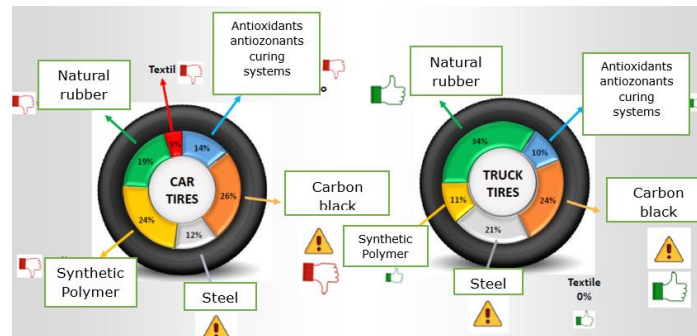 Antioxidants
antiozonants
curing
systems
Textil
Natural
rubber
5%
14%
19%
26%
CAR
TIRES
24%
12%
Carbon
black
Synthetic
Polymer
Steel
Natural
rubber
Antioxidants
antiozonants
curing
systems
34%
10%
TRUCK
TIRES
11%
24%
21%
Carbon
black
Synthetic
Polymer
Steel
Textile
0%